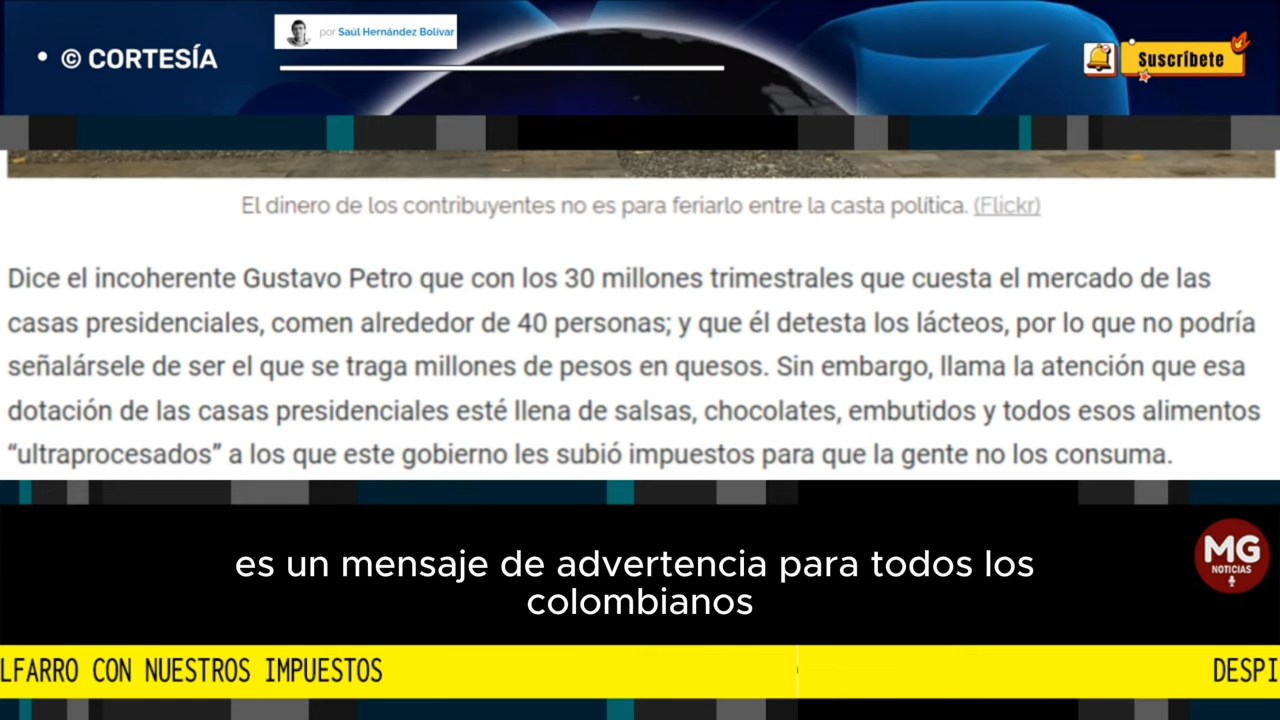 • © CORTESÍA
por Saúl Hernández Bolívar
Suscríbete
El dinero de los contribuyentes no es para feriarlo entre la casta política. (Flickr)
Dice el incoherente Gustavo Petro que con los 30 millones trimestrales que cuesta el mercado de las
casas presidenciales, comen alrededor de 40 personas; y que él detesta los lácteos, por lo que no podría
señalársele de ser el que se traga millones de pesos en quesos. Sin embargo, llama la atención que esa
dotación de las casas presidenciales esté llena de salsas, chocolates, embutidos y todos esos alimentos
“ultraprocesados” a los que este gobierno les subió impuestos para que la gente no los consuma.
es un mensaje de advertencia para todos los
colombianos
MG
NOTICIAS
LFARRO CON NUESTROS IMPUESTOS
DESPI